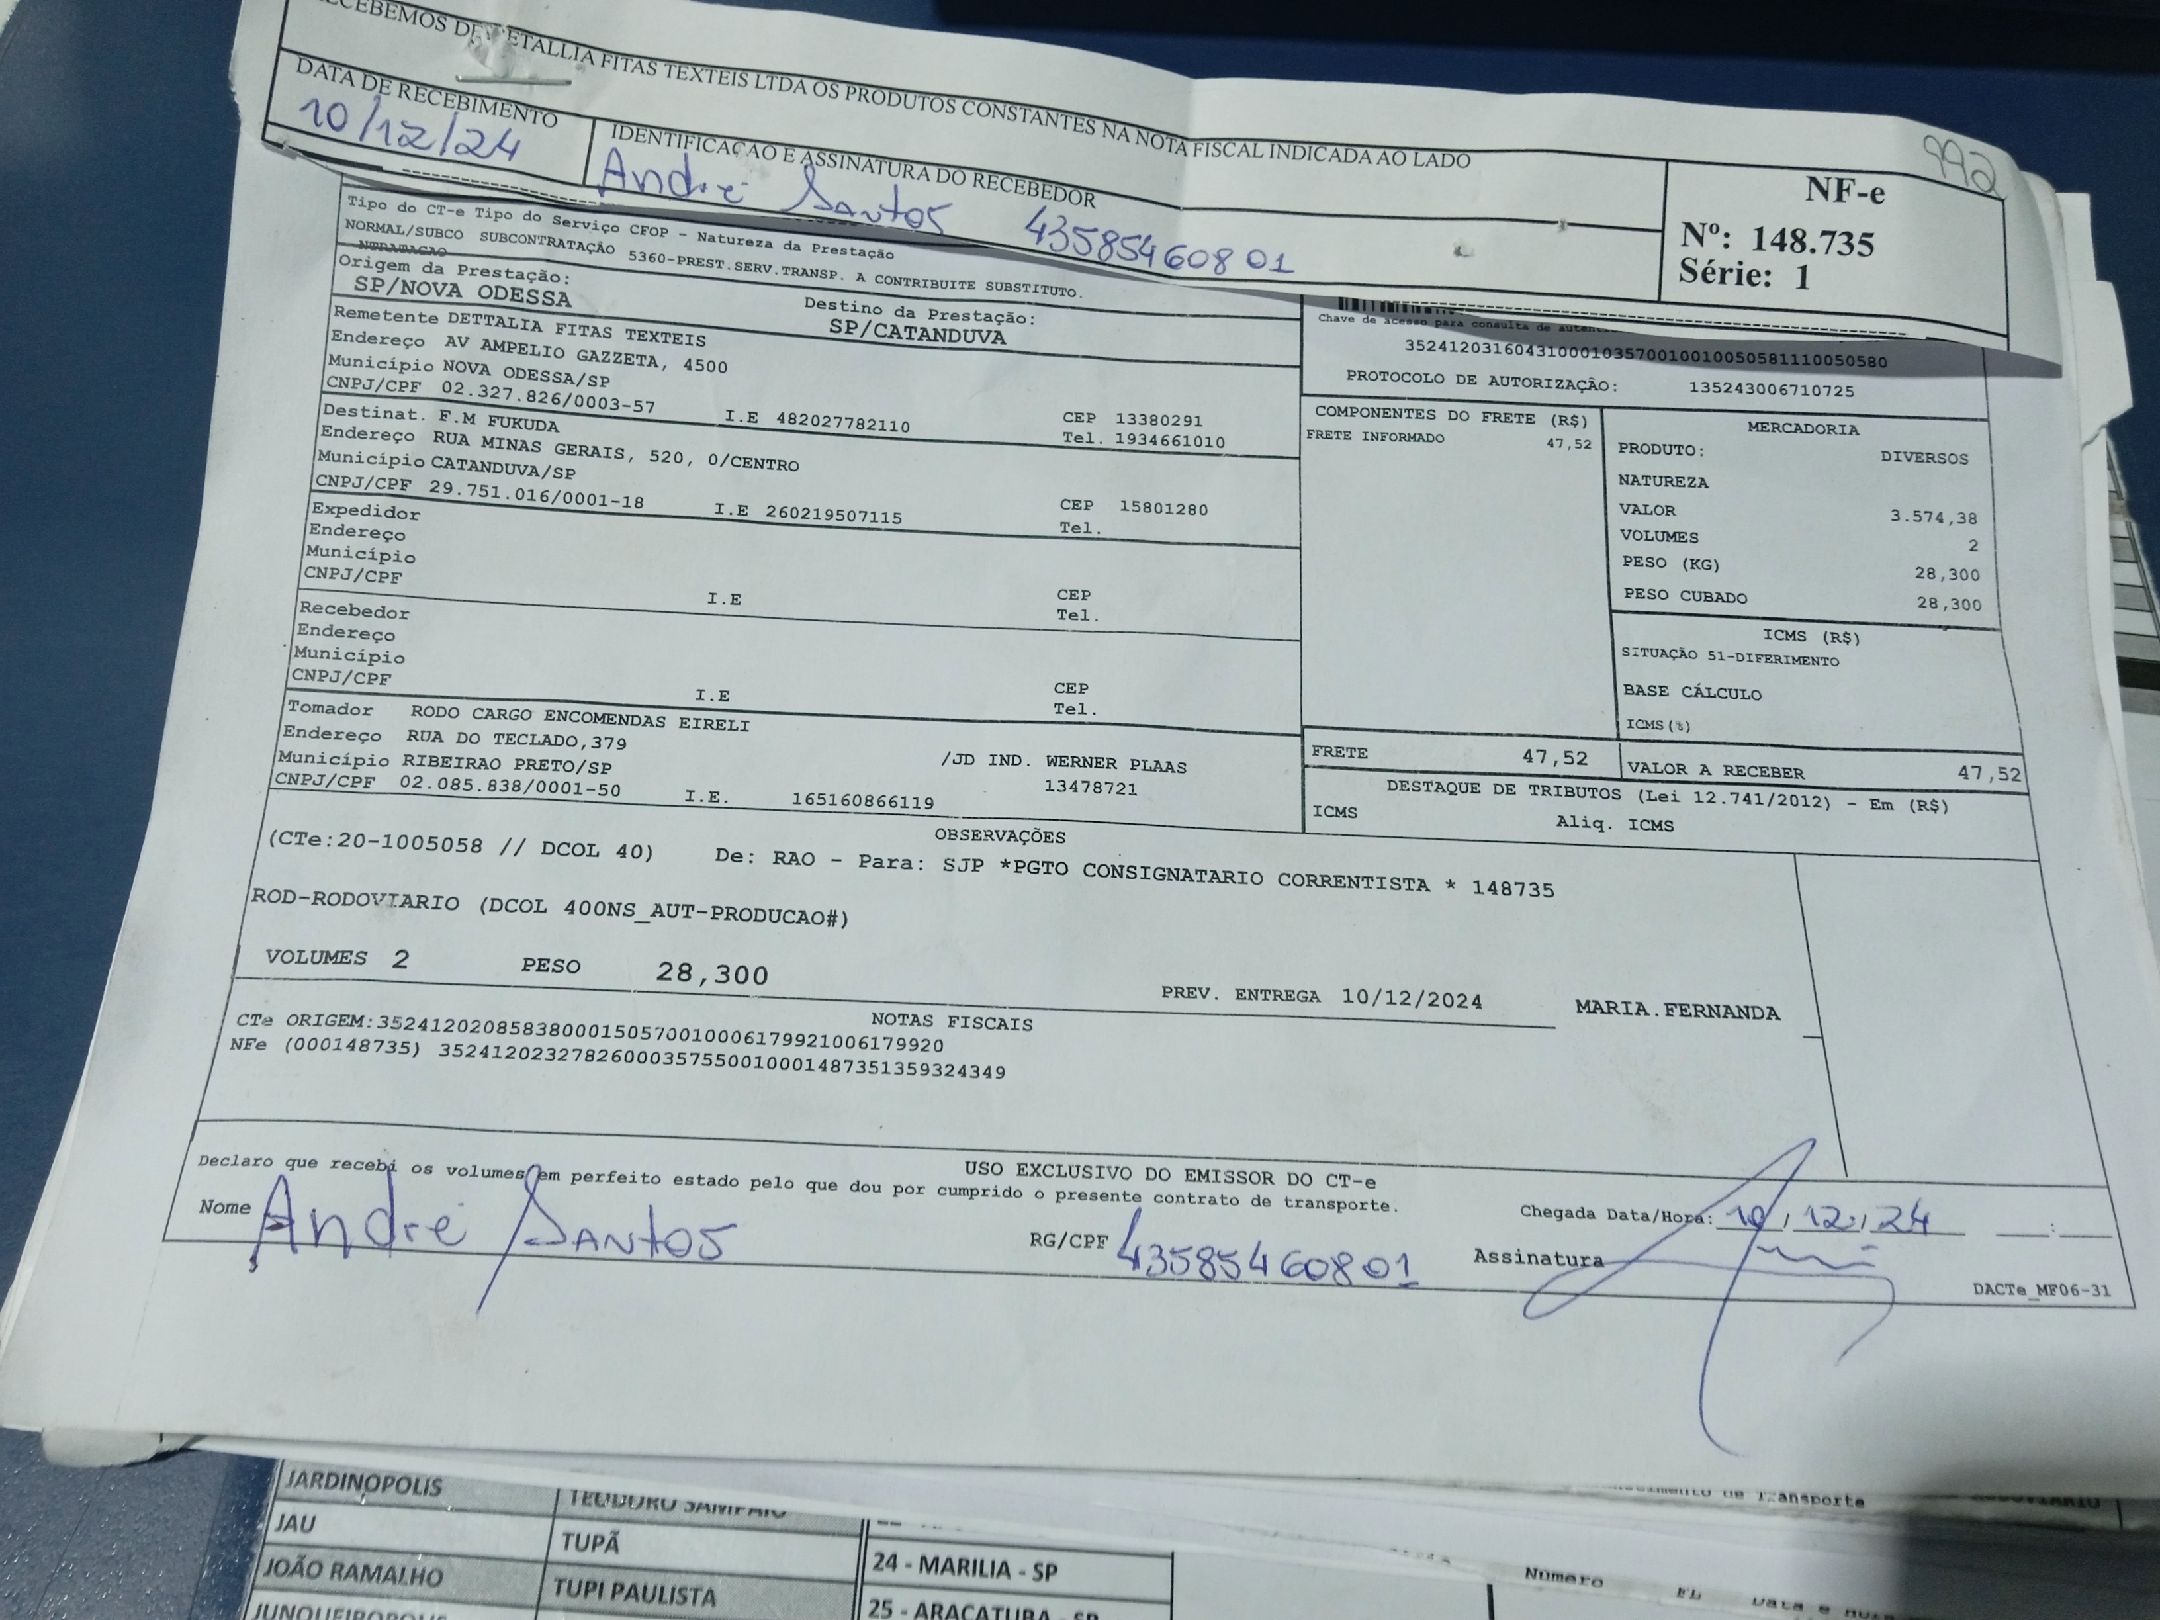 RECEBEMOS DE DETALLIA FITAS TEXTEIS LTDA OS PRODUTOS CONSTANTES NA NOTA FISCAL INDICADA AO LADO
992
DATA DE RECEBIMENTO
10/12/24
IDENTIFICAÇAO E ASSINATURA DO RECEBEDOR
André Santos 43585460801
NF-e
Nº: 148.735
Série: 1
Tipo do CT-e Tipo do Serviço CFOP - Natureza da Prestação
NORMAL/SUBCO SUBCONTRATAÇÃO 5360-PREST.SERV.TRANSP. A CONTRIBUITE SUBSTITUTO.
NTRATACAO
Origem da Prestação:
SP/NOVA ODESSA
Destino da Prestação:
SP/CATANDUVA
Remetente DETTALIA FITAS TEXTEIS
Endereço AV AMPELIO GAZZETA, 4500
Município NOVA ODESSA/SP
CNPJ/CPF 02.327.826/0003-57 I.E 482027782110
CEP 13380291
Tel. 1934661010
Destinat. F.M FUKUDA
Endereço RUA MINAS GERAIS, 520, 0/CENTRO
Município CATANDUVA/SP
CNPJ/CPF 29.751.016/0001-18 I.E 260219507115
CEP 15801280
Tel.
Expedidor
Endereço
Município
CNPJ/CPF I.E
CEP
Tel.
Recebedor
Endereço
Município
CNPJ/CPF I.E
CEP
Tel.
Tomador RODO CARGO ENCOMENDAS EIRELI
Endereço RUA DO TECLADO,379 /JD IND. WERNER PLAAS
Município RIBEIRAO PRETO/SP 13478721
CNPJ/CPF 02.085.838/0001-50 I.E. 165160866119
Chave de acesso para consulta de
35241203160431000103570010010050581110050580
PROTOCOLO DE AUTORIZAÇÃO: 135243006710725
COMPONENTES DO FRETE (R$)
FRETE INFORMADO 47,52
MERCADORIA
PRODUTO: DIVERSOS
NATUREZA
VALOR 3.574,38
VOLUMES 2
PESO (KG) 28,300
PESO CUBADO 28,300
ICMS (R$)
SITUAÇÃO 51-DIFERIMENTO
BASE CÁLCULO
ICMS(%)
FRETE 47,52
VALOR A RECEBER 47,52
DESTAQUE DE TRIBUTOS (Lei 12.741/2012) - Em (R$)
ICMS Aliq. ICMS
OBSERVAÇÕES
(CTe:20-1005058 // DCOL 40) De: RAO - Para: SJP *PGTO CONSIGNATARIO CORRENTISTA * 148735
ROD-RODOVIARIO (DCOL 400NS_AUT-PRODUCAO#)
VOLUMES 2 PESO 28,300
PREV. ENTREGA 10/12/2024 MARIA.FERNANDA
NOTAS FISCAIS
CTe ORIGEM:35241202085838000150570010006179921006179920
NFe (000148735) 35241202327826000357550010001487351359324349
USO EXCLUSIVO DO EMISSOR DO CT-e
Declaro que recebi os volumes em perfeito estado pelo que dou por cumprido o presente contrato de transporte.
Nome André Santos
RG/CPF 43585460801
Chegada Data/Hora: 10/12/24 __:__
Assinatura
DACTe_MF06-31
JARDINOPOLIS TEODORO SAMPAIO
JAU TUPÃ
JOÃO RAMALHO TUPI PAULISTA
24 - MARILIA - SP
25 - ARAÇATUBA - SP
de Transporte
Numero